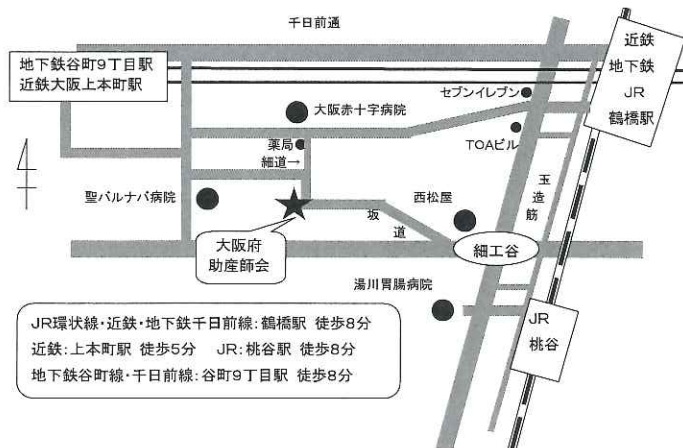 千日前通
近鉄
地下鉄
JR
鶴橋駅
地下鉄谷町9丁目駅
近鉄大阪上本町駅
セブンイレブン
大阪赤十字病院
TOAビル
薬局
細道→
聖バルナバ病院
西松屋
玉造筋
坂道
大阪府
助産師会
細工谷
湯川胃腸病院
JR
桃谷
JR環状線・近鉄・地下鉄千日前線:鶴橋駅 徒歩8分
近鉄:上本町駅 徒歩5分 JR:桃谷駅 徒歩8分
地下鉄谷町線・千日前線:谷町9丁目駅 徒歩8分